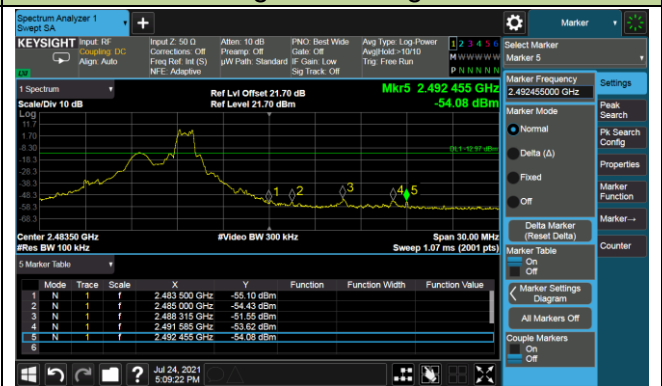 Spectrum Analyzer 1
Swept SA
+
Marker
KEYSIGHT
Input: RF
Coupling: DC
Align: Auto
Input Z: 50 Ω
Corrections: Off
Freq Ref: Int (S)
NFE: Adaptive
Atten: 10 dB
Preamp: Off
µW Path: Standard
PNO: Best Wide
Gate: Off
IF Gain: Low
Sig Track: Off
Avg Type: Log-Power
Avg|Hold:>10/10
Trig: Free Run
1 2 3 4 5 6
M W W W W W
P N N N N N
Select Marker
Marker 5
1 Spectrum
Scale/Div 10 dB
Ref Lvl Offset 21.70 dB
Ref Level 21.70 dBm
Mkr5 2.492 455 GHz
-54.08 dBm
Log
11.7
1.70
-8.30
-18.3
-28.3
-38.3
-48.3
-58.3
-68.3
DL1 -12.97 dBm
1
2
3
4
5
Center 2.48350 GHz
#Res BW 100 kHz
#Video BW 300 kHz
Span 30.00 MHz
Sweep 1.07 ms (2001 pts)
5 Marker Table
Mode Trace Scale X Y Function Function Width Function Value
1 N 1 f 2.483 500 GHz -55.10 dBm
2 N 1 f 2.485 000 GHz -54.43 dBm
3 N 1 f 2.488 315 GHz -51.55 dBm
4 N 1 f 2.491 585 GHz -53.62 dBm
5 N 1 f 2.492 455 GHz -54.08 dBm
6
Jul 24, 2021
5:09:22 PM
?
Marker Frequency
2.492455000 GHz
Marker Mode
Normal
Delta (Δ)
Fixed
Off
Delta Marker
(Reset Delta)
Marker Table
On
Off
Marker Settings
Diagram
All Markers Off
Couple Markers
On
Off
Settings
Peak
Search
Pk Search
Config
Properties
Marker
Function
Marker→
Counter